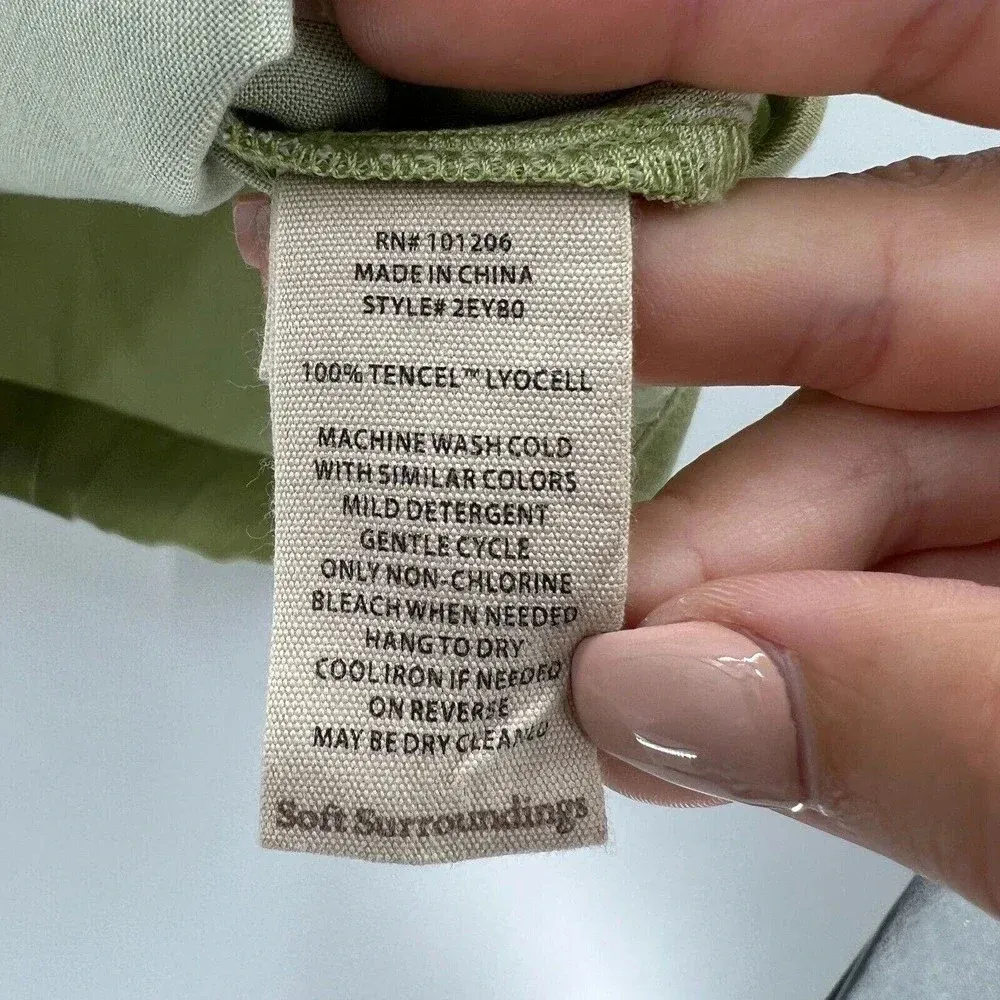 RN# 101206
MADE IN CHINA
STYLE# 2EY80
100% TENCEL™ LYOCELL
MACHINE WASH COLD
WITH SIMILAR COLORS
MILD DETERGENT
GENTLE CYCLE
ONLY NON-CHLORINE
BLEACH WHEN NEEDED
HANG TO DRY
COOL IRON IF NEEDED
ON REVERSE
MAY BE DRY CLEANED
Soft Surroundings